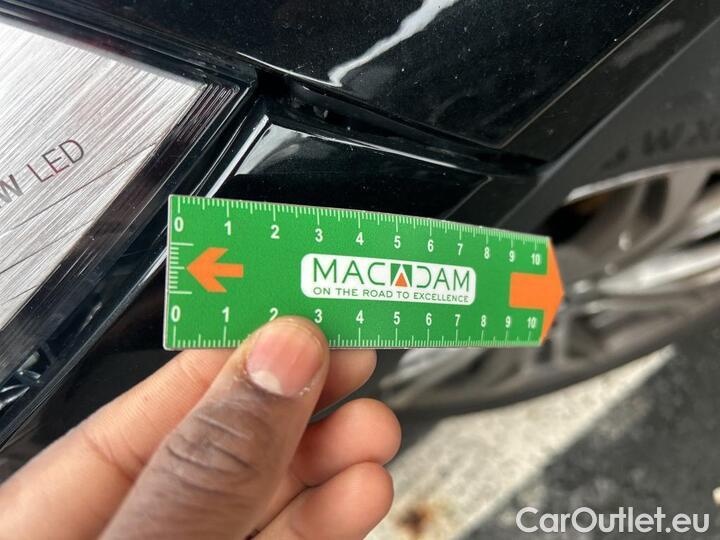 W LED
0 1 2 3 4 5 6 7 8 9 10
MACADAM
ON THE ROAD TO EXCELLENCE
0 1 2 3 4 5 6 7 8 9 10
CarOutlet.eu